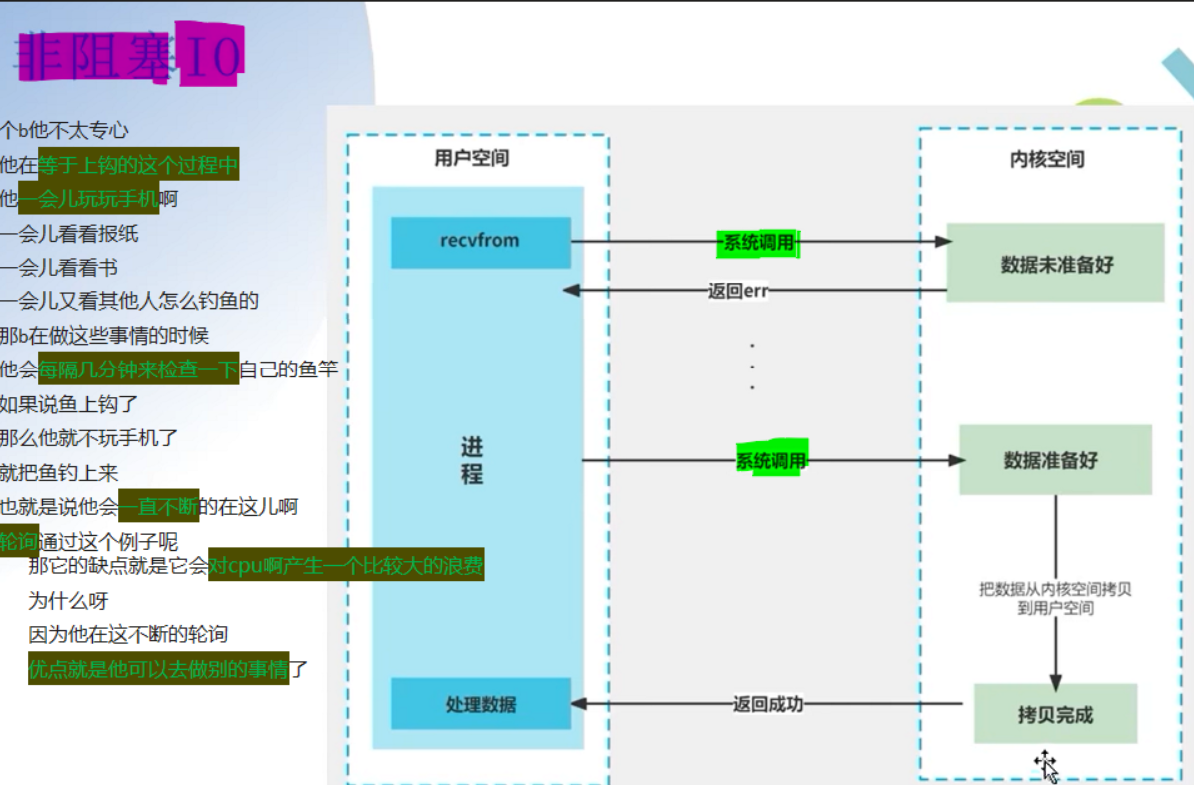 非阻塞IO
个b他不太专心
他在等于上钩的这个过程中
他一会儿玩玩手机啊
一会儿看看报纸
一会儿看看书
一会儿又看其他人怎么钓鱼的
那b在做这些事情的时候
他会每隔几分钟来检查一下自己的鱼竿
如果说鱼上钩了
那么他就不玩手机了
就把鱼钓上来
也就是说他会一直不断的在这儿啊
轮询通过这个例子呢
那它的缺点就是它会对cpu啊产生一个比较大的浪费
为什么呀
因为他在这不断的轮询
优点就是他可以去做别的事情了
用户空间
内核空间
recvfrom
系统调用
数据未准备好
返回err
进
程
系统调用
数据准备好
把数据从内核空间拷贝
到用户空间
处理数据
返回成功
拷贝完成